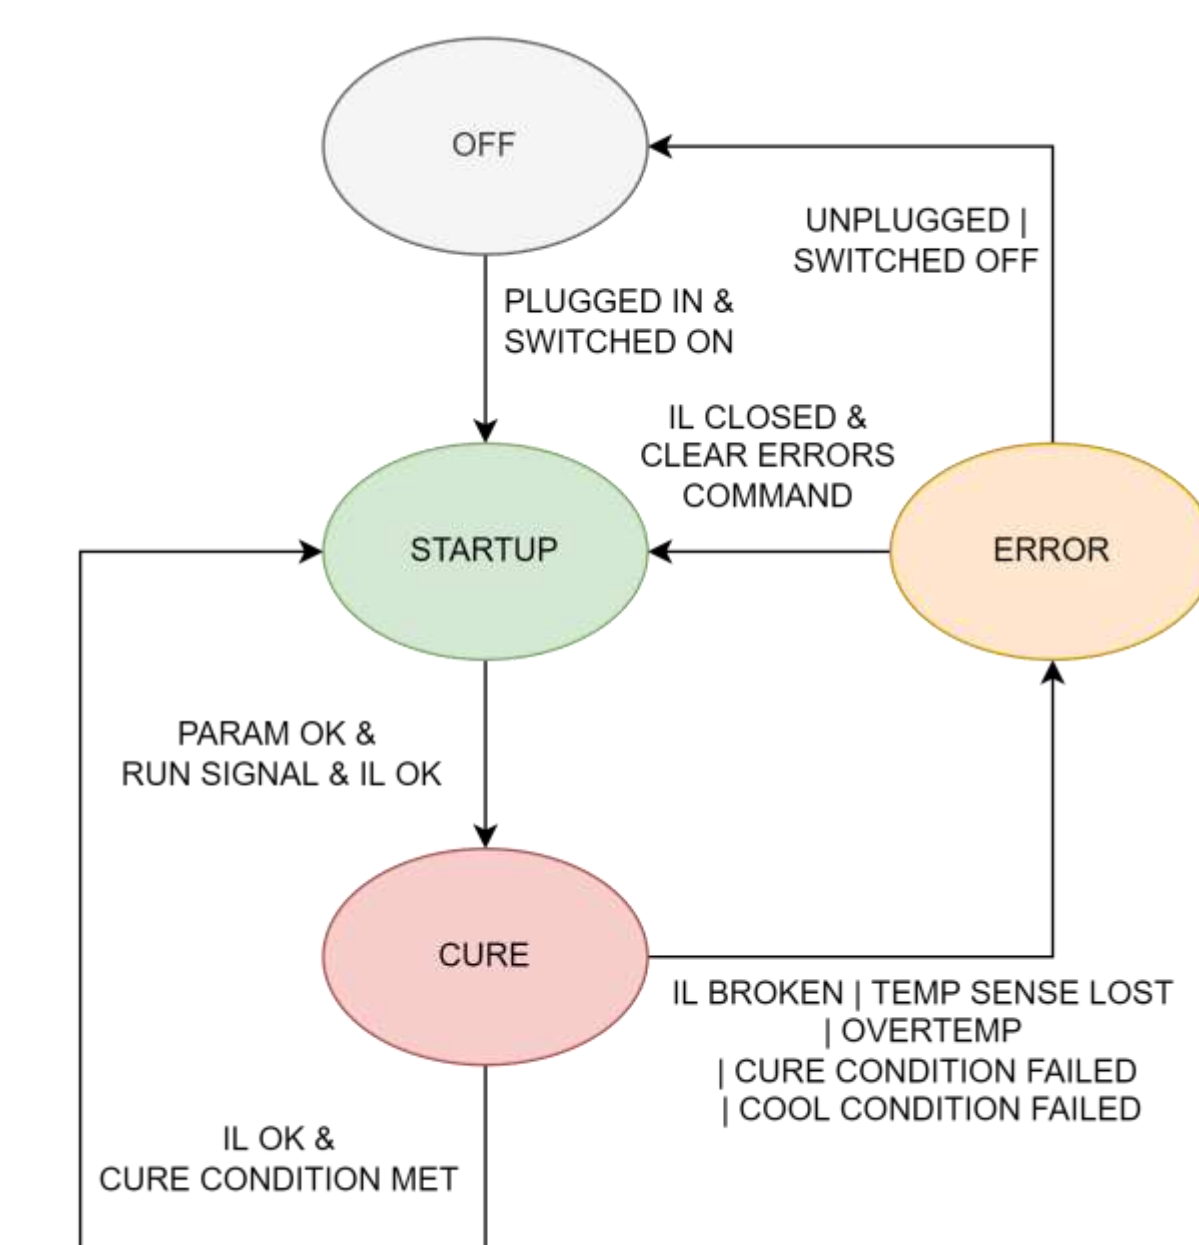 OFF
UNPLUGGED |
SWITCHED OFF
PLUGGED IN &
SWITCHED ON
IL CLOSED &
CLEAR ERRORS
COMMAND
STARTUP
ERROR
PARAM OK &
RUN SIGNAL & IL OK
CURE
IL BROKEN | TEMP SENSE LOST
| OVERTEMP
| CURE CONDITION FAILED
| COOL CONDITION FAILED
IL OK &
CURE CONDITION MET